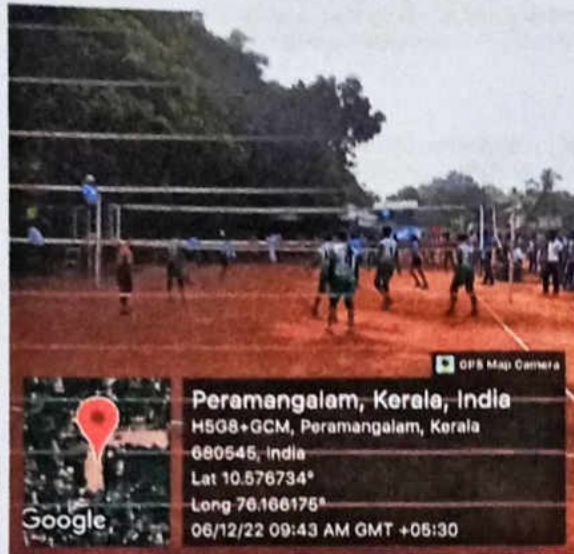 GPS Map Camera
Peramangalam, Kerala, India
H5G8+GCM, Peramangalam, Kerala
680545, India
Lat 10.576734°
Long 76.166175°
06/12/22 09:43 AM GMT +05:30
Google